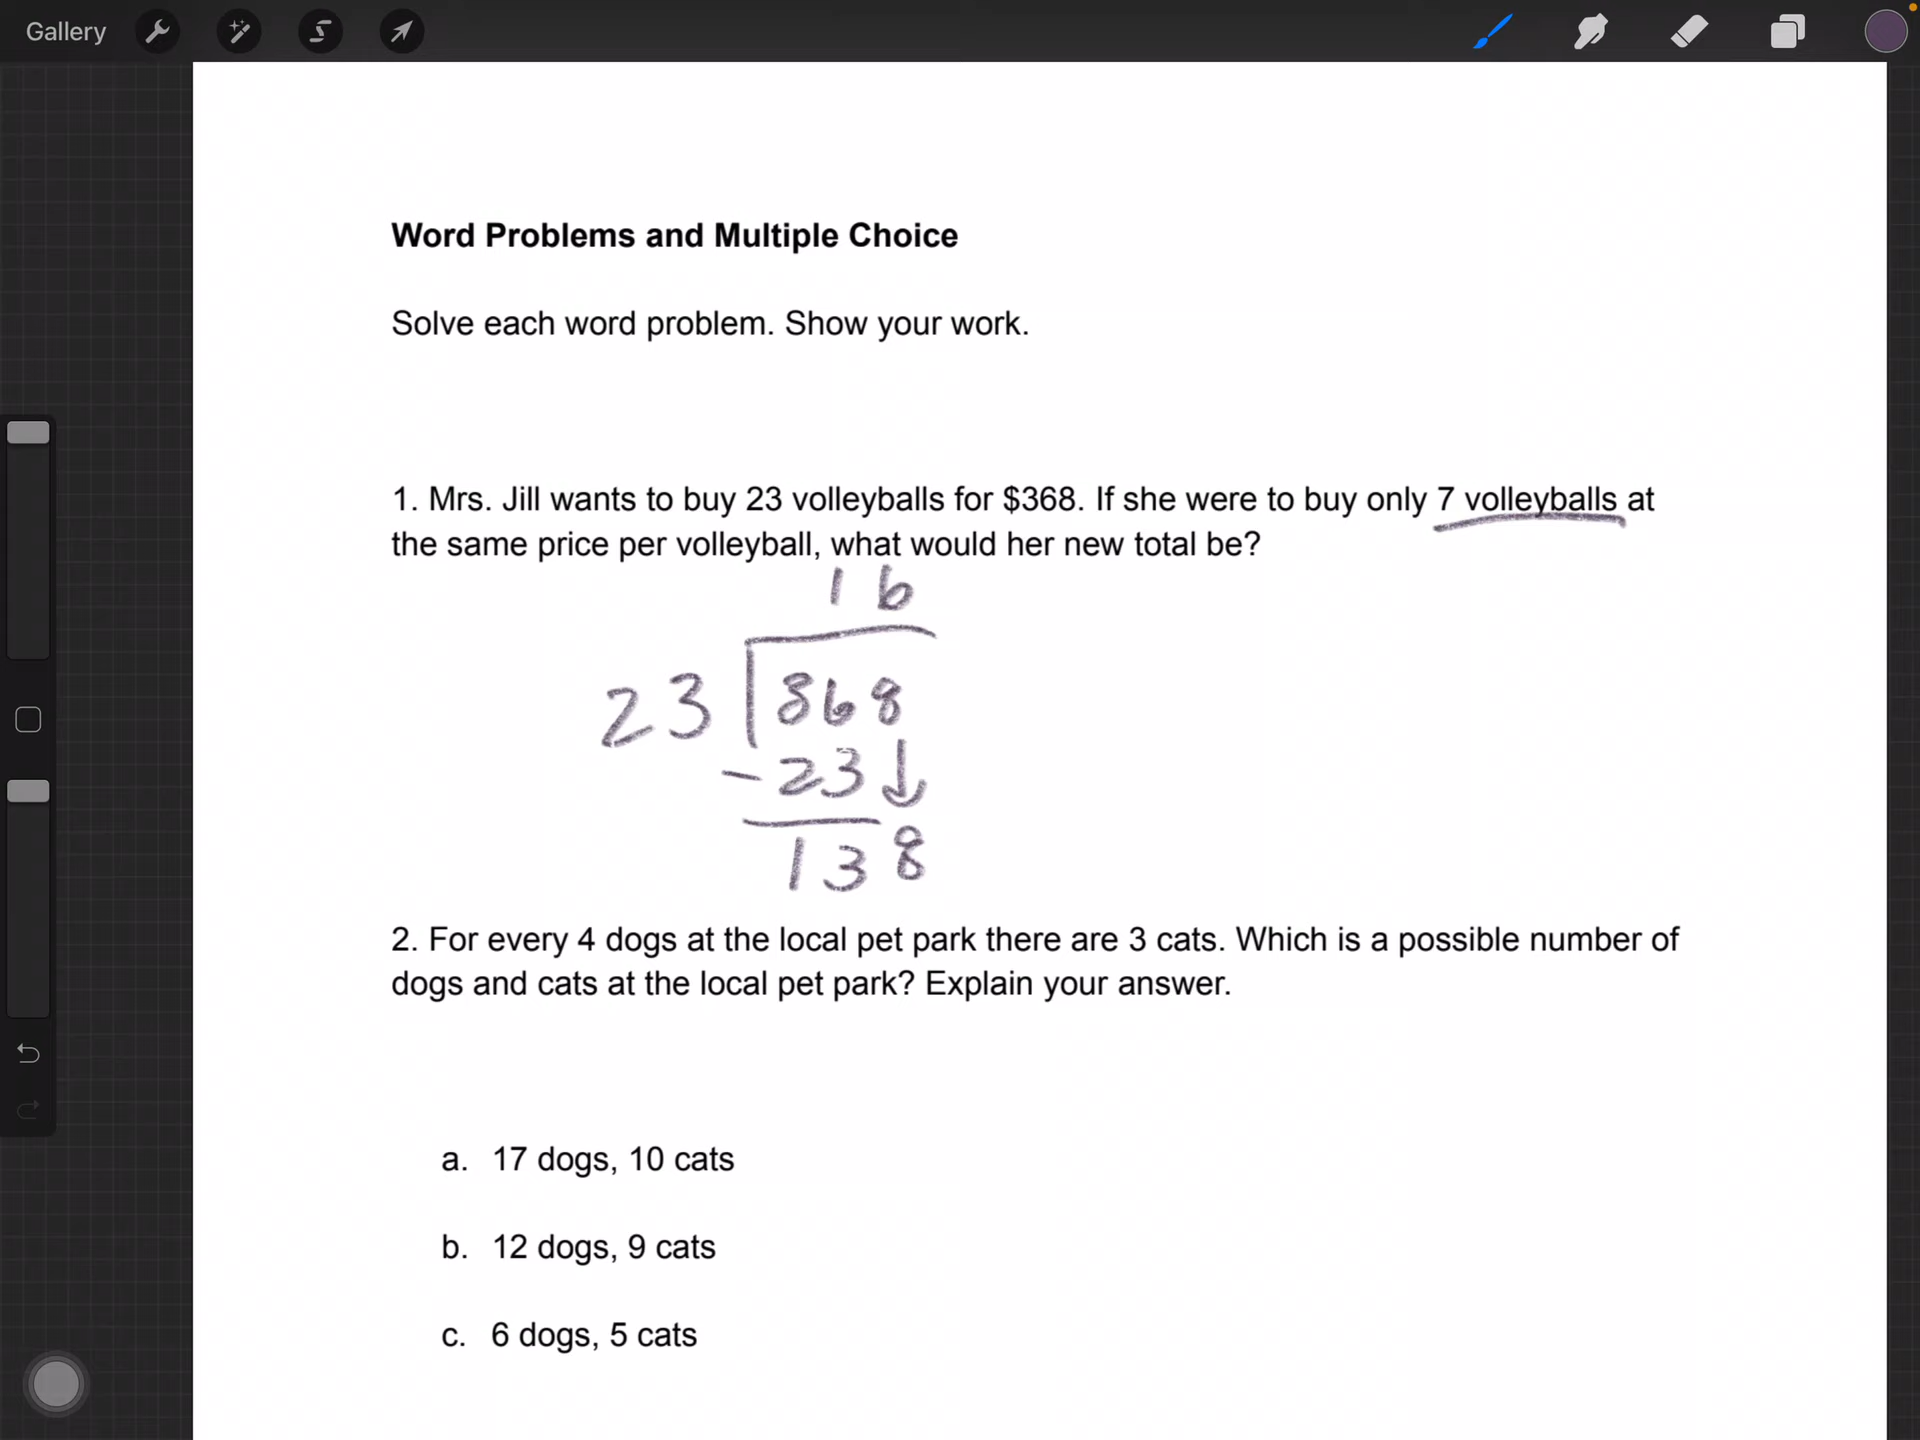 Gallery
Word Problems and Multiple Choice
Solve each word problem. Show your work.
1. Mrs. Jill wants to buy 23 volleyballs for $368. If she were to buy only 7 volleyballs at
the same price per volleyball, what would her new total be?
16
23 868
-23↓
138
2. For every 4 dogs at the local pet park there are 3 cats. Which is a possible number of
dogs and cats at the local pet park? Explain your answer.
a. 17 dogs, 10 cats
b. 12 dogs, 9 cats
c. 6 dogs, 5 cats